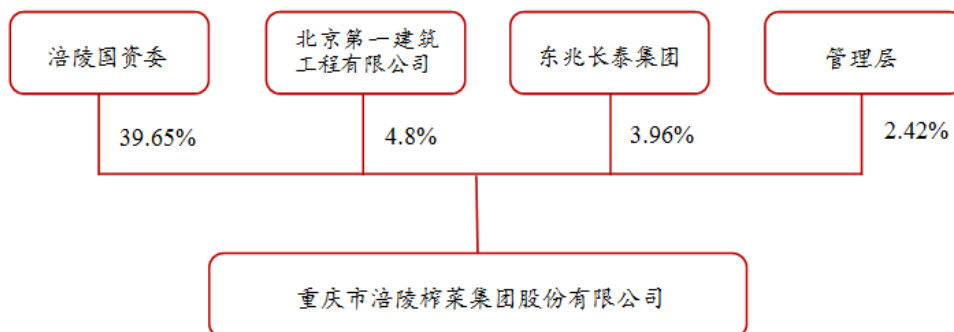 涪陵国资委
北京第一建筑
工程有限公司
东兆长泰集团
管理层
39.65%
4.8%
3.96%
2.42%
重庆市涪陵榨菜集团股份有限公司